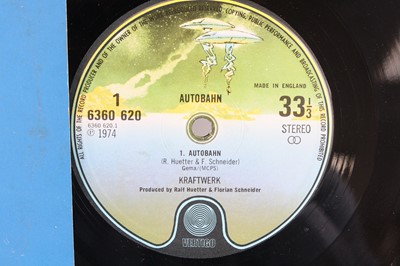 ALL RIGHTS OF THE RECORD PRODUCER AND OF THE OWNER OF THE WORK REPRODUCED RESERVED. COPYING, PUBLIC PERFORMANCE AND BROADCASTING OF THIS RECORD PROHIBITED
AUTOBAHN
MADE IN ENGLAND
1
6360 620
6360 620.1
℗ 1974
33 1/3
STEREO
1. AUTOBAHN
(R. Huetter & F. Schneider)
Gema/(MCPS)
KRAFTWERK
Produced by Ralf Huetter & Florian Schneider
VERTIGO